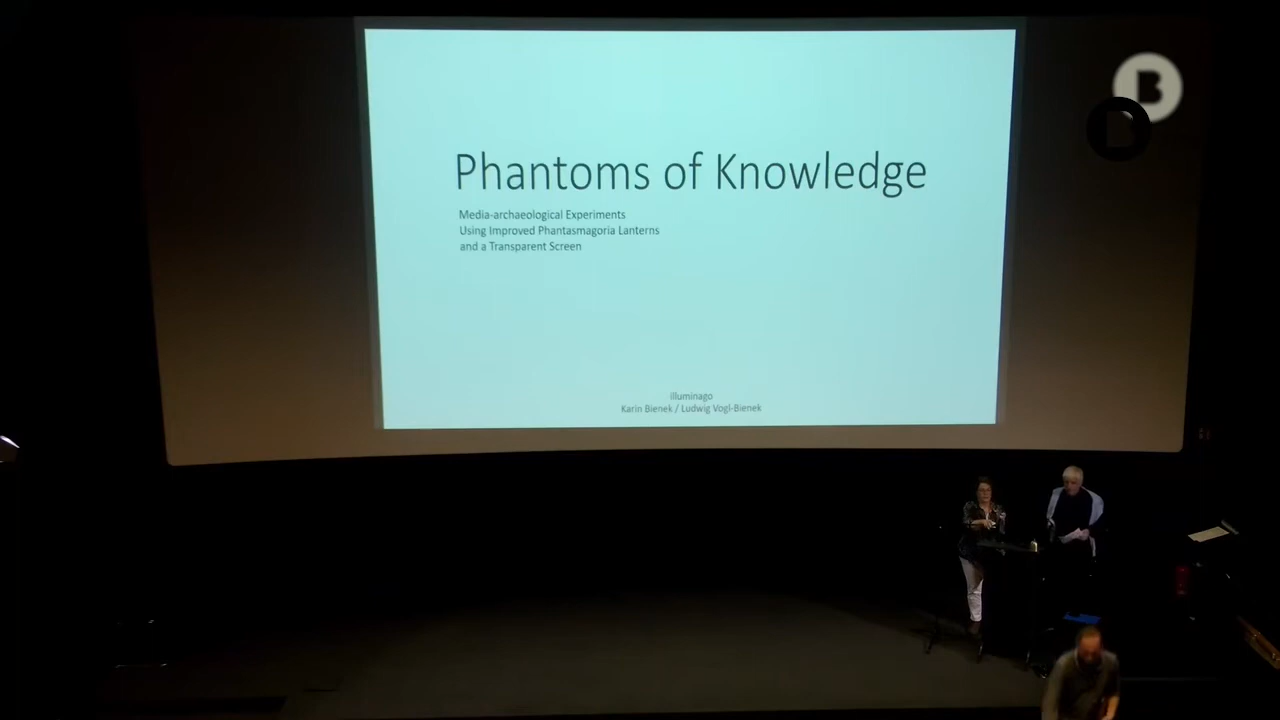 B
Phantoms of Knowledge
Media-archaeological Experiments
Using Improved Phantasmagoria Lanterns
and a Transparent Screen
illuminago
Karin Bienek / Ludwig Vogl-Bienek